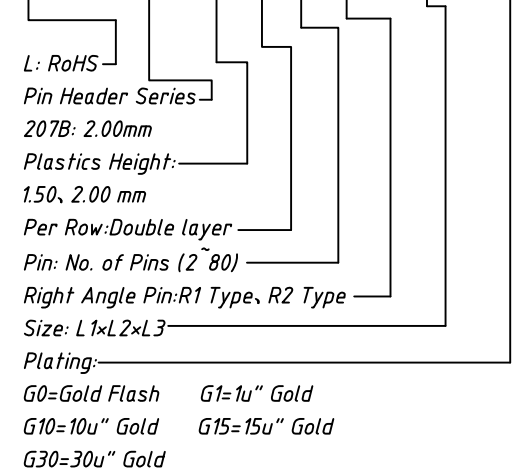 L: RoHS
Pin Header Series
207B: 2.00mm
Plastics Height:
1.50、2.00 mm
Per Row:Double layer
Pin: No. of Pins (2~80)
Right Angle Pin:R1 Type、R2 Type
Size: L1×L2×L3
Plating:
G0=Gold Flash G1=1u" Gold
G10=10u" Gold G15=15u" Gold
G30=30u" Gold